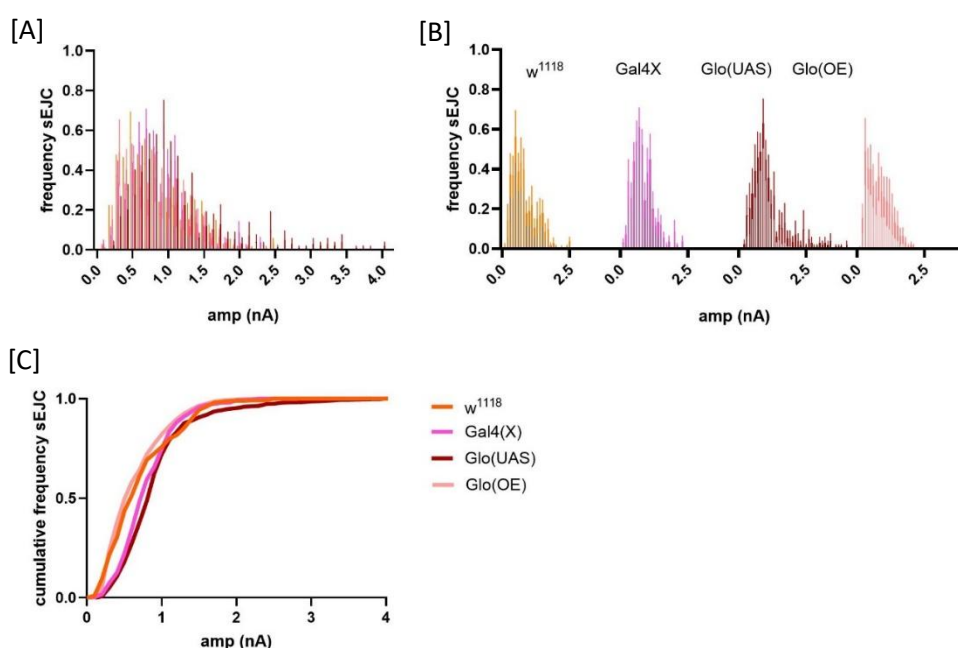 [A]
frequency sEJC
1.0
0.8
0.6
0.4
0.2
0.0
0.0 0.5 1.0 1.5 2.0 2.5 3.0 3.5 4.0
amp (nA)
[B]
frequency sEJC
w¹¹¹⁸ Gal4X Glo(UAS) Glo(OE)
1.0
0.8
0.6
0.4
0.2
0.0
0.0 2.5 0.0 2.5 0.0 2.5 0.0 2.5
amp (nA)
[C]
cumulative frequency sEJC
1.0
0.5
0.0
0 1 2 3 4
amp (nA)
w¹¹¹⁸
Gal4(X)
Glo(UAS)
Glo(OE)